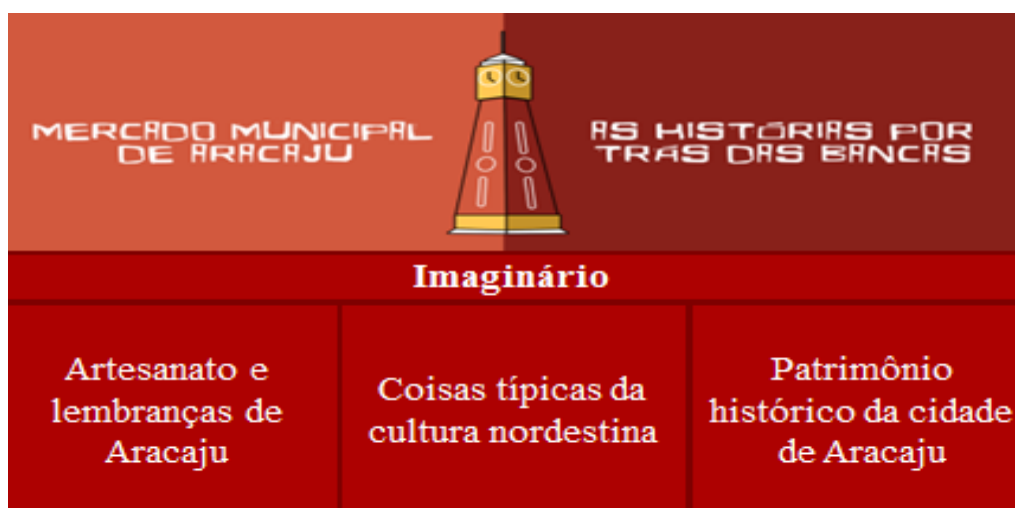 MERCADO MUNICIPAL
DE ARACAJU
AS HISTÓRIAS POR
TRÁS DAS BANCAS
Imaginário
Artesanato e
lembranças de
Aracaju
Coisas típicas da
cultura nordestina
Patrimônio
histórico da cidade
de Aracaju